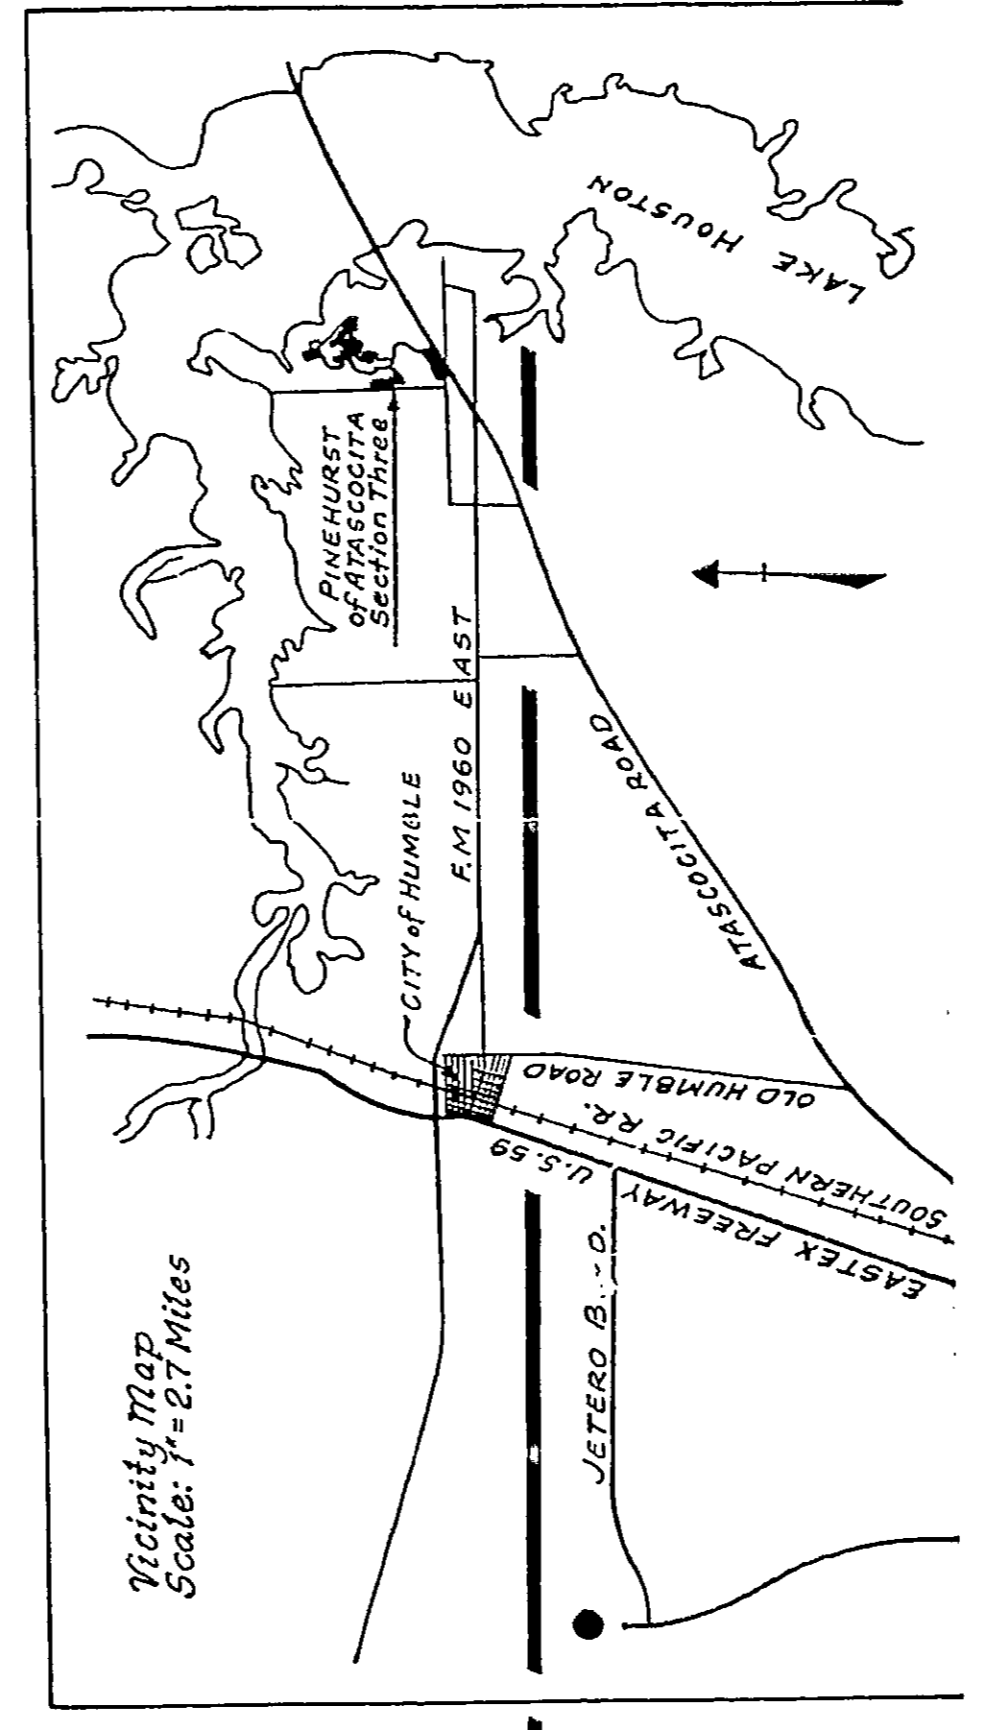 Vicinity Map
Scale: 1"= 2.7 Miles
PINEHURST
of ATASCOCITA
Section Three
CITY of HUMBLE
F.M 1960 EAST
LAKE HOUSTON
ATASCOCITA ROAD
OLD HUMBLE ROAD
SOUTHERN PACIFIC RR.
U.S.59
EASTEX FREEWAY
JETERO